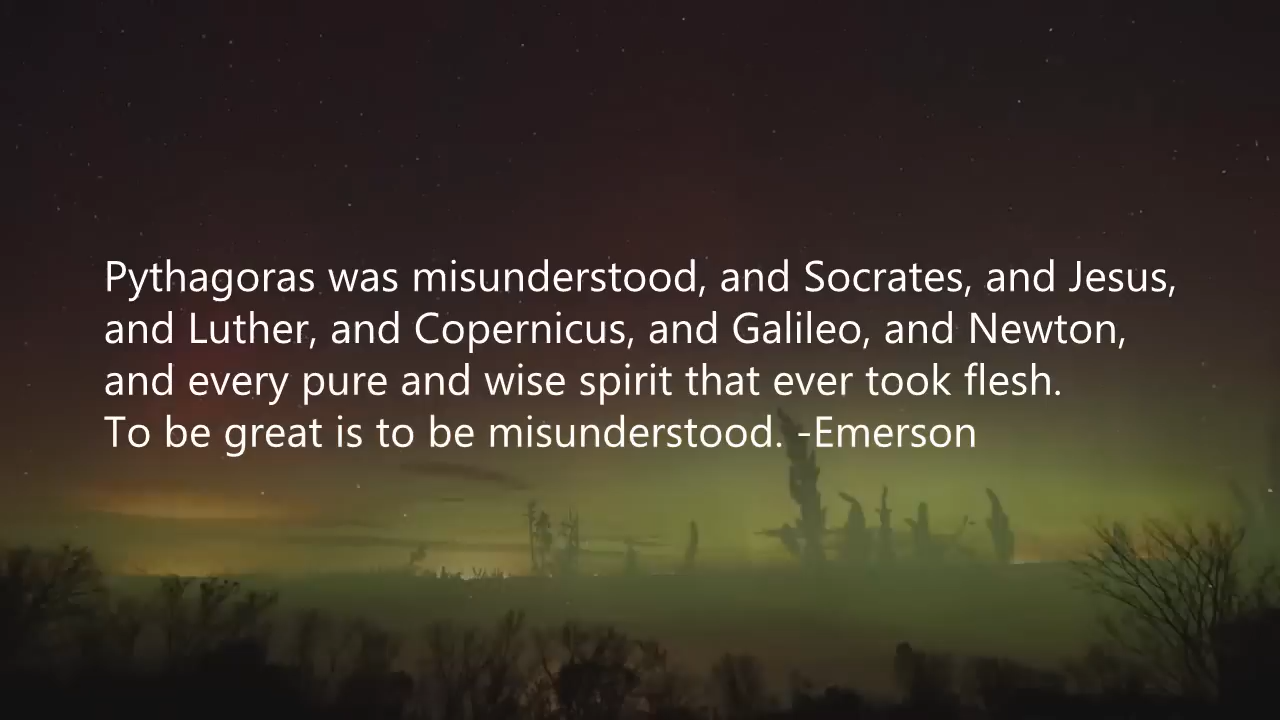 Pythagoras was misunderstood, and Socrates, and Jesus,
and Luther, and Copernicus, and Galileo, and Newton,
and every pure and wise spirit that ever took flesh.
To be great is to be misunderstood. -Emerson